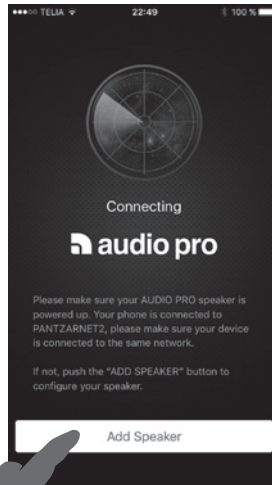 TELIA 22:49 100 %
Connecting
audio pro
Please make sure your AUDIO PRO speaker is
powered up. Your phone is connected to
PANTZARNET2, please make sure your device
is connected to the same network.
If not, push the "ADD SPEAKER" button to
configure your speaker.
Add Speaker